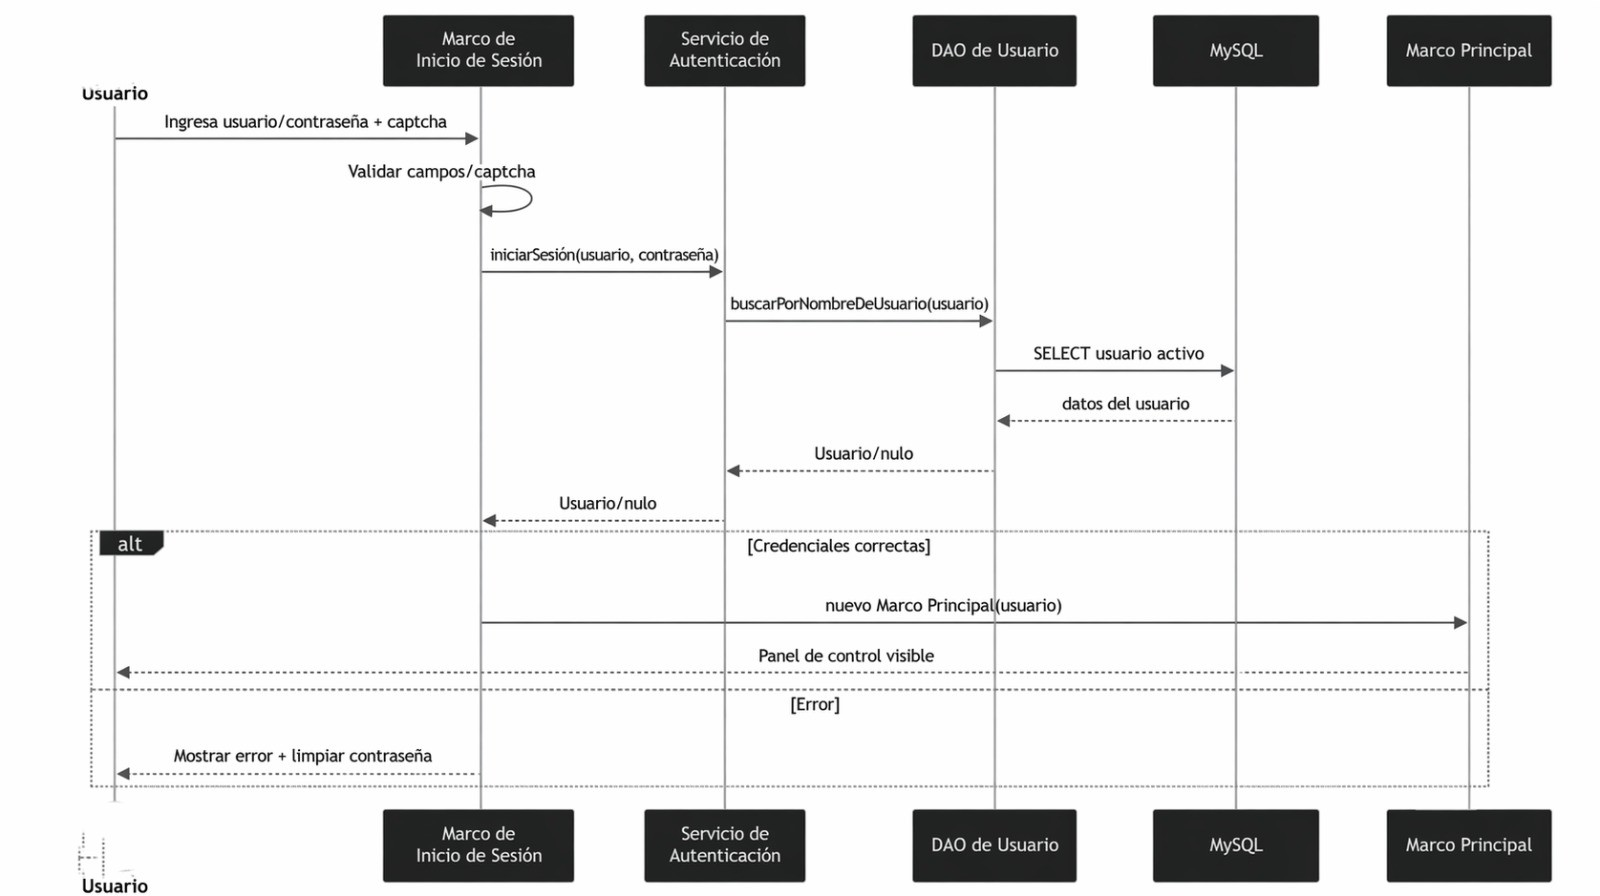 Marco de
Inicio de Sesión
Servicio de
Autenticación
DAO de Usuario
MySQL
Marco Principal
Usuario
Ingresa usuario/contraseña + captcha
Validar campos/captcha
iniciarSesión(usuario, contraseña)
buscarPorNombreDeUsuario(usuario)
SELECT usuario activo
datos del usuario
Usuario/nulo
Usuario/nulo
alt
[Credenciales correctas]
nuevo Marco Principal(usuario)
Panel de control visible
[Error]
Mostrar error + limpiar contraseña
Marco de
Inicio de Sesión
Servicio de
Autenticación
DAO de Usuario
MySQL
Marco Principal
Usuario